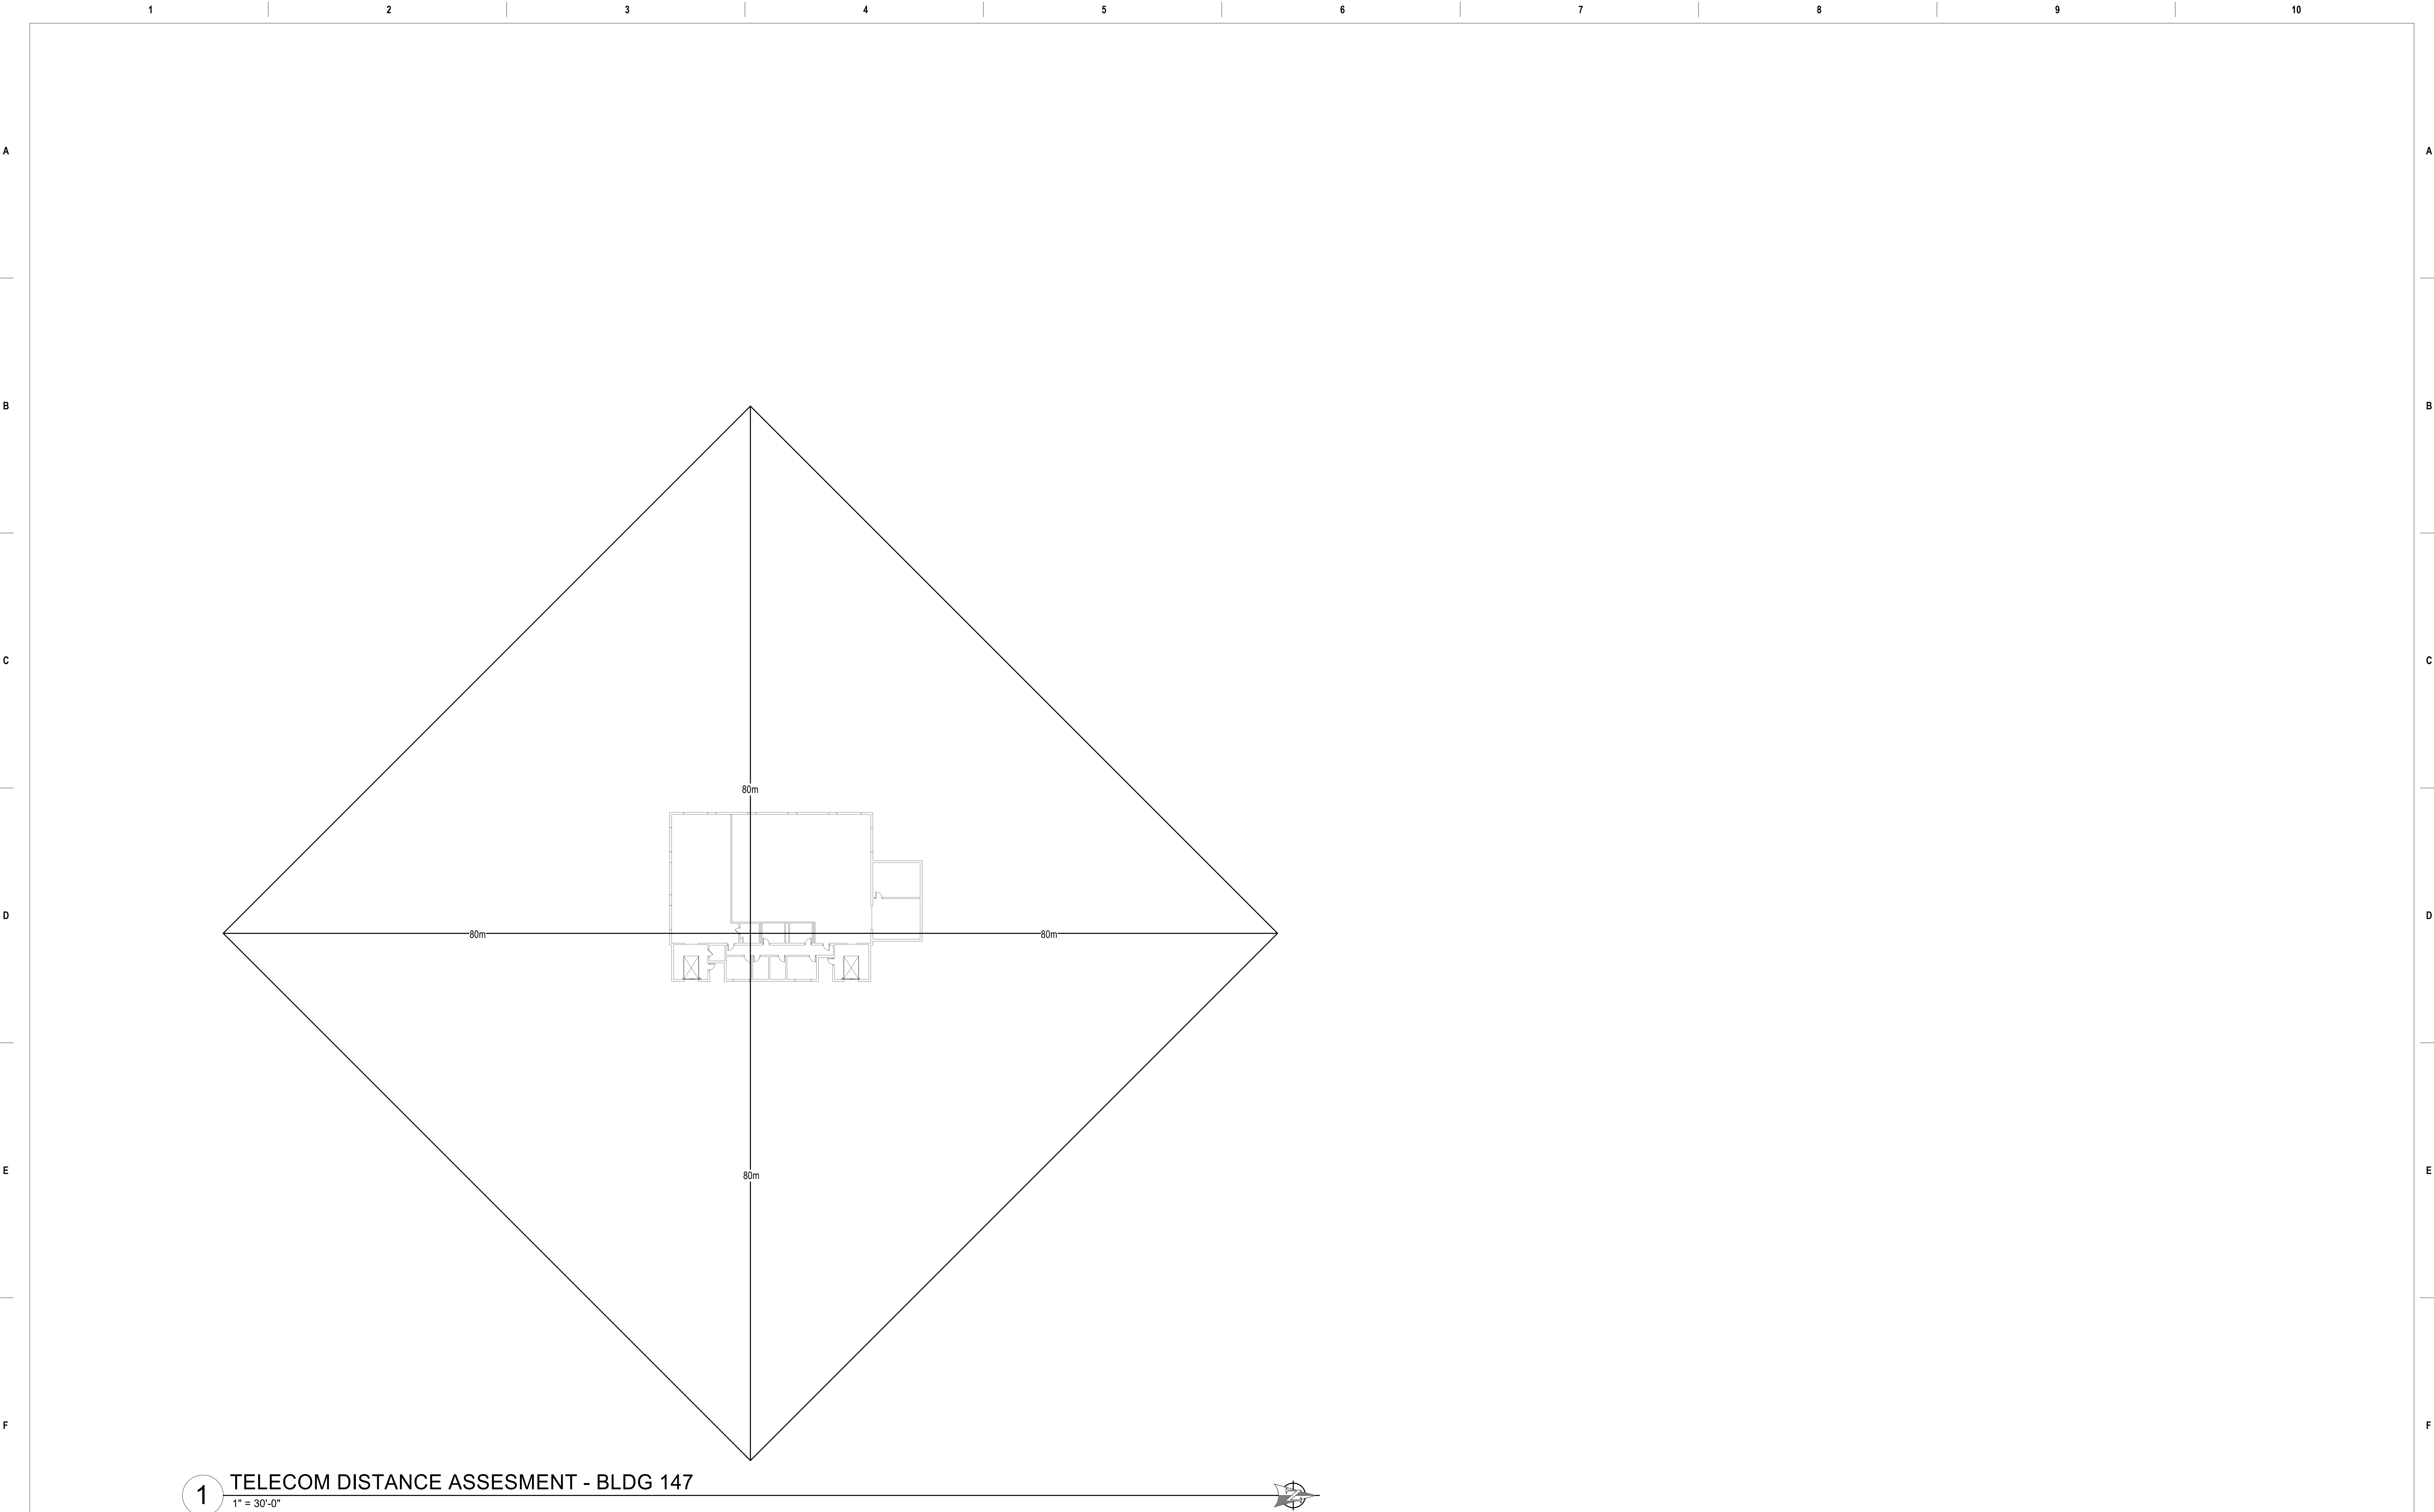 1 2 3 4 5 6 7 8 9 10
A A
B B
80m
C C
D D
80m 80m
E E
80m
F F
1 TELECOM DISTANCE ASSESMENT - BLDG 147
1" = 30'-0"